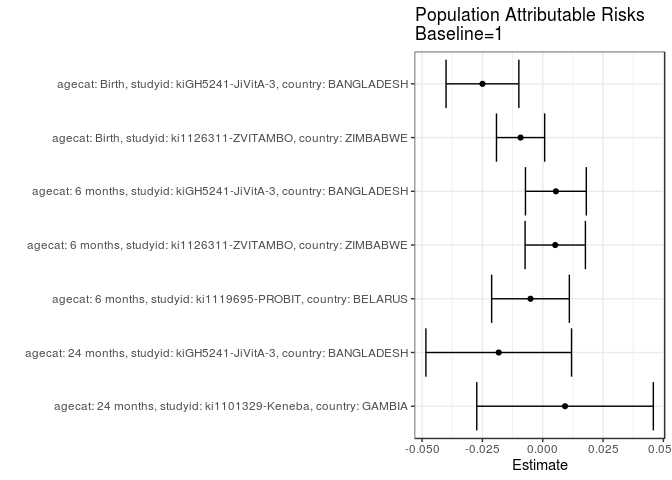 Population Attributable Risks
Baseline=1
agecat: Birth, studyid: kiGH5241-JiVitA-3, country: BANGLADESH
agecat: Birth, studyid: ki1126311-ZVITAMBO, country: ZIMBABWE
agecat: 6 months, studyid: kiGH5241-JiVitA-3, country: BANGLADESH
agecat: 6 months, studyid: ki1126311-ZVITAMBO, country: ZIMBABWE
agecat: 6 months, studyid: ki1119695-PROBIT, country: BELARUS
agecat: 24 months, studyid: kiGH5241-JiVitA-3, country: BANGLADESH
agecat: 24 months, studyid: ki1101329-Keneba, country: GAMBIA
-0.050 -0.025 0.000 0.025 0.05
Estimate